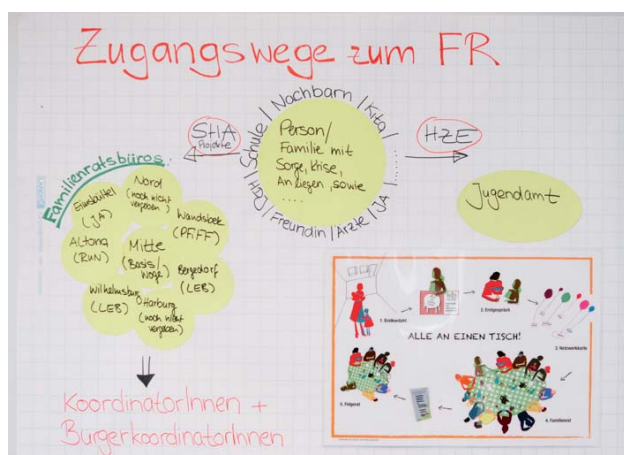 Zugangswege zum FR
Schule / Nachbarn / Kita / .....
SHA
Projekte
Person/
Familie mit
Sorge, Krise,
Anliegen, sowie
....
HDJ / Freundin / Ärzte / JA /
HZE
Jugendamt
Familienratsbüros:
Nord
(noch nicht
vergeben)
Eimsbüttel
(JA)
Wandsbek
(PFIFF)
Altona
(RUN)
Mitte
(Basis/
Woge)
Bergedorf
(LEB)
Wilhelmsburg
(LEB)
Harburg
(noch nicht
vergeben)
KoordinatorInnen +
BürgerkoordinatorInnen
1. Erstkontakt
2. Erstgespräch
ALLE AN EINEN TISCH!
3. Netzwerkkarte
5. Folgerat
4. Familienrat